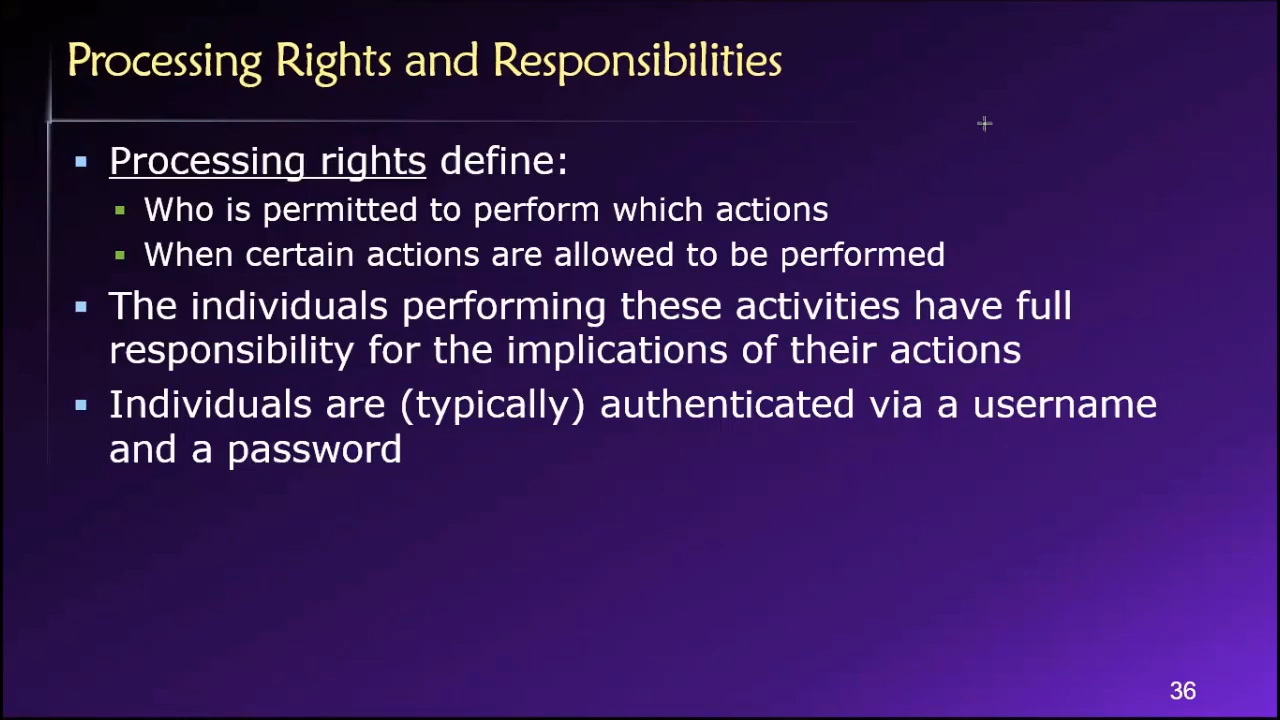 Processing Rights and Responsibilities
Processing rights define:
Who is permitted to perform which actions
When certain actions are allowed to be performed
The individuals performing these activities have full
responsibility for the implications of their actions
Individuals are (typically) authenticated via a username
and a password
36